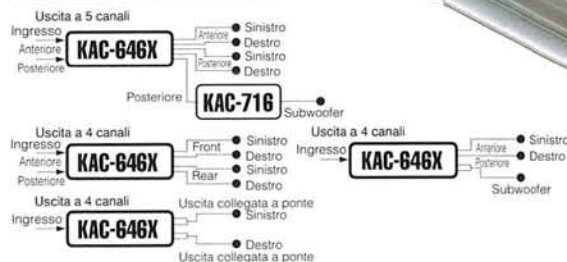 Uscita a 5 canali
Ingresso
Anteriore
Posteriore
KAC-646X
Anteriore
Posteriore
Sinistro
Destro
Sinistro
Destro
Posteriore
KAC-716
Subwoofer
Uscita a 4 canali
Ingresso
Anteriore
Posteriore
KAC-646X
Front
Rear
Sinistro
Destro
Sinistro
Destro
Uscita a 4 canali
Ingresso
KAC-646X
Anteriore
Posteriore
Sinistro
Destro
Subwoofer
Uscita a 4 canali
Ingresso
KAC-646X
Uscita collegata a ponte
Sinistro
Destro
Uscita collegata a ponte